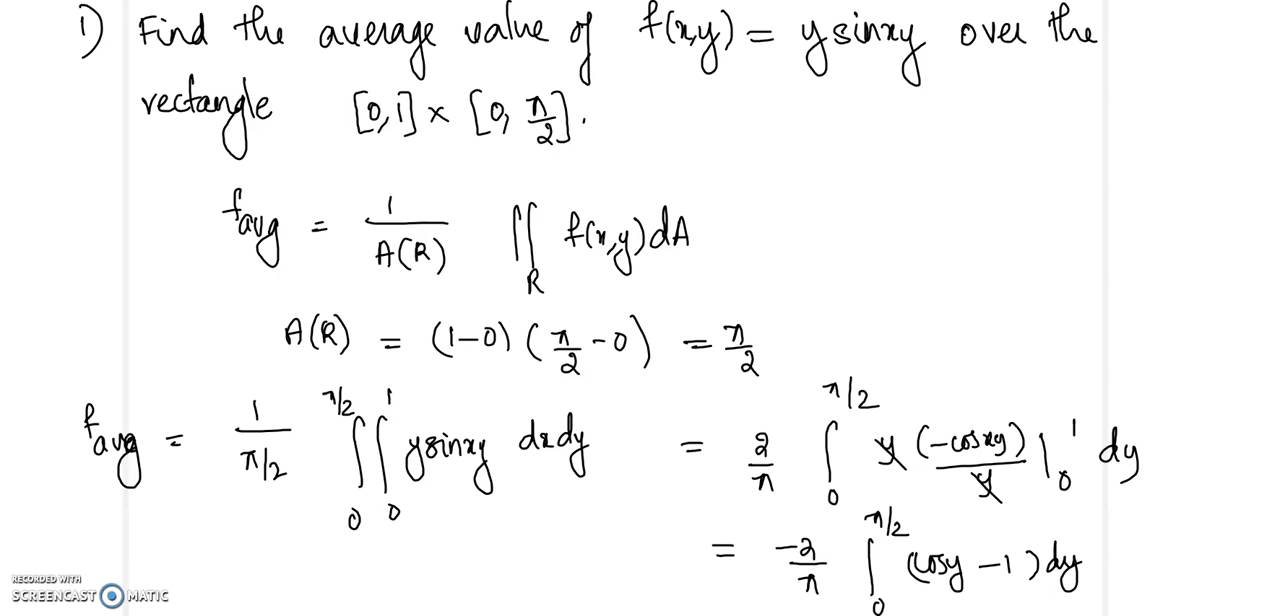 1) Find the average value of f(x,y) = y sinxy over the
rectangle [0,1] × [0, π/2].
f_avg = 1/A(R) ∬_R f(x,y) dA
A(R) = (1-0) (π/2 - 0) = π/2
f_avg = 1/(π/2) ∫_0^{π/2} ∫_0^1 y sinxy dx dy = 2/π ∫_0^{π/2} y (-cosxy)/y |_0^1 dy
= -2/π ∫_0^{π/2} (cosy - 1) dy
RECORDED WITH
SCREENCAST MATIC